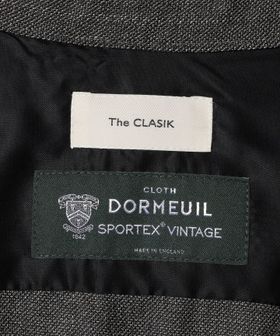 The CLASIK
CLOTH
DORMEUIL
SPORTEX® VINTAGE
1842
MADE IN ENGLAND